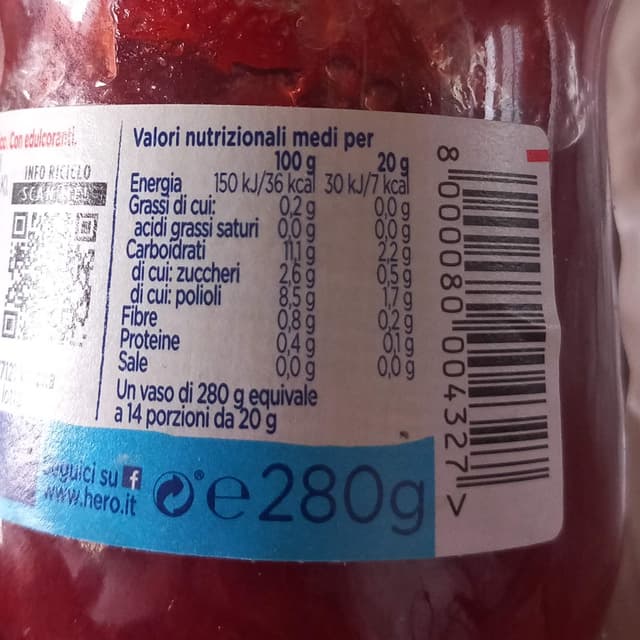 Con edulcoranti.
INFO RICICLO
Valori nutrizionali medi per
100 g 20 g
Energia 150 kJ/36 kcal 30 kJ/7 kcal
Grassi di cui: 0,2 g 0,0 g
acidi grassi saturi 0,0 g 0,0 g
Carboidrati 11,1 g 2,2 g
di cui: zuccheri 2,6 g 0,5 g
di cui: polioli 8,5 g 1,7 g
Fibre 0,8 g 0,2 g
Proteine 0,4 g 0,1 g
Sale 0,0 g 0,0 g
Un vaso di 280 g equivale
a 14 porzioni da 20 g
su f
www.hero.it
e 280g
8 000080 004327 >